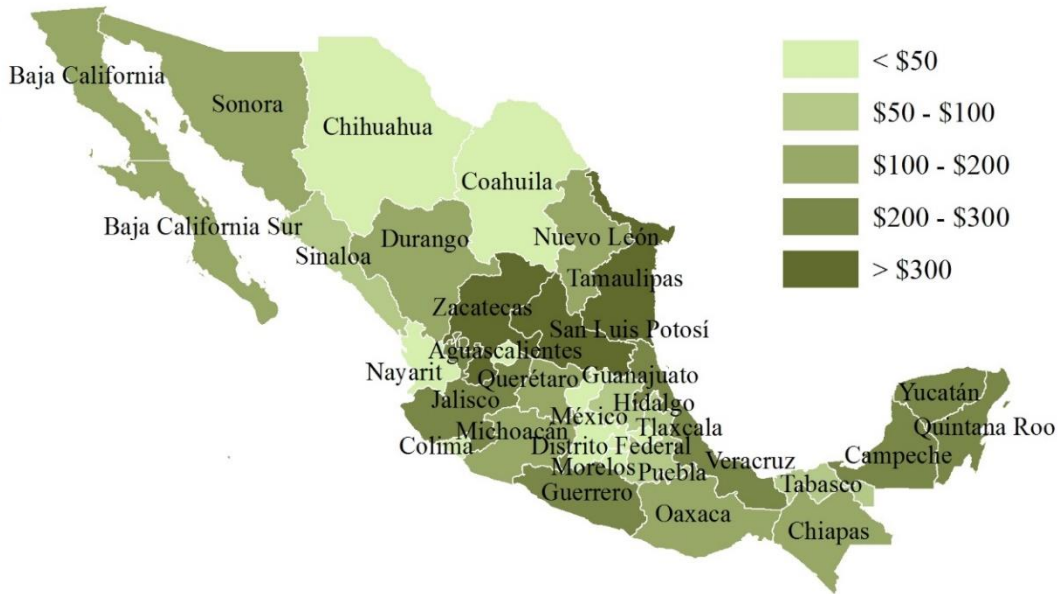 Baja California
Sonora
Chihuahua
Coahuila
Baja California Sur
Sinaloa
Durango
Nuevo León
Tamaulipas
Zacatecas
San Luis Potosí
Aguascalientes
Nayarit
Querétaro
Guanajuato
Jalisco
Hidalgo
México
Tlaxcala
Michoacán
Colima
Distrito Federal
Morelos
Puebla
Veracruz
Guerrero
Oaxaca
Tabasco
Chiapas
Campeche
Yucatán
Quintana Roo
< $50
$50 - $100
$100 - $200
$200 - $300
> $300